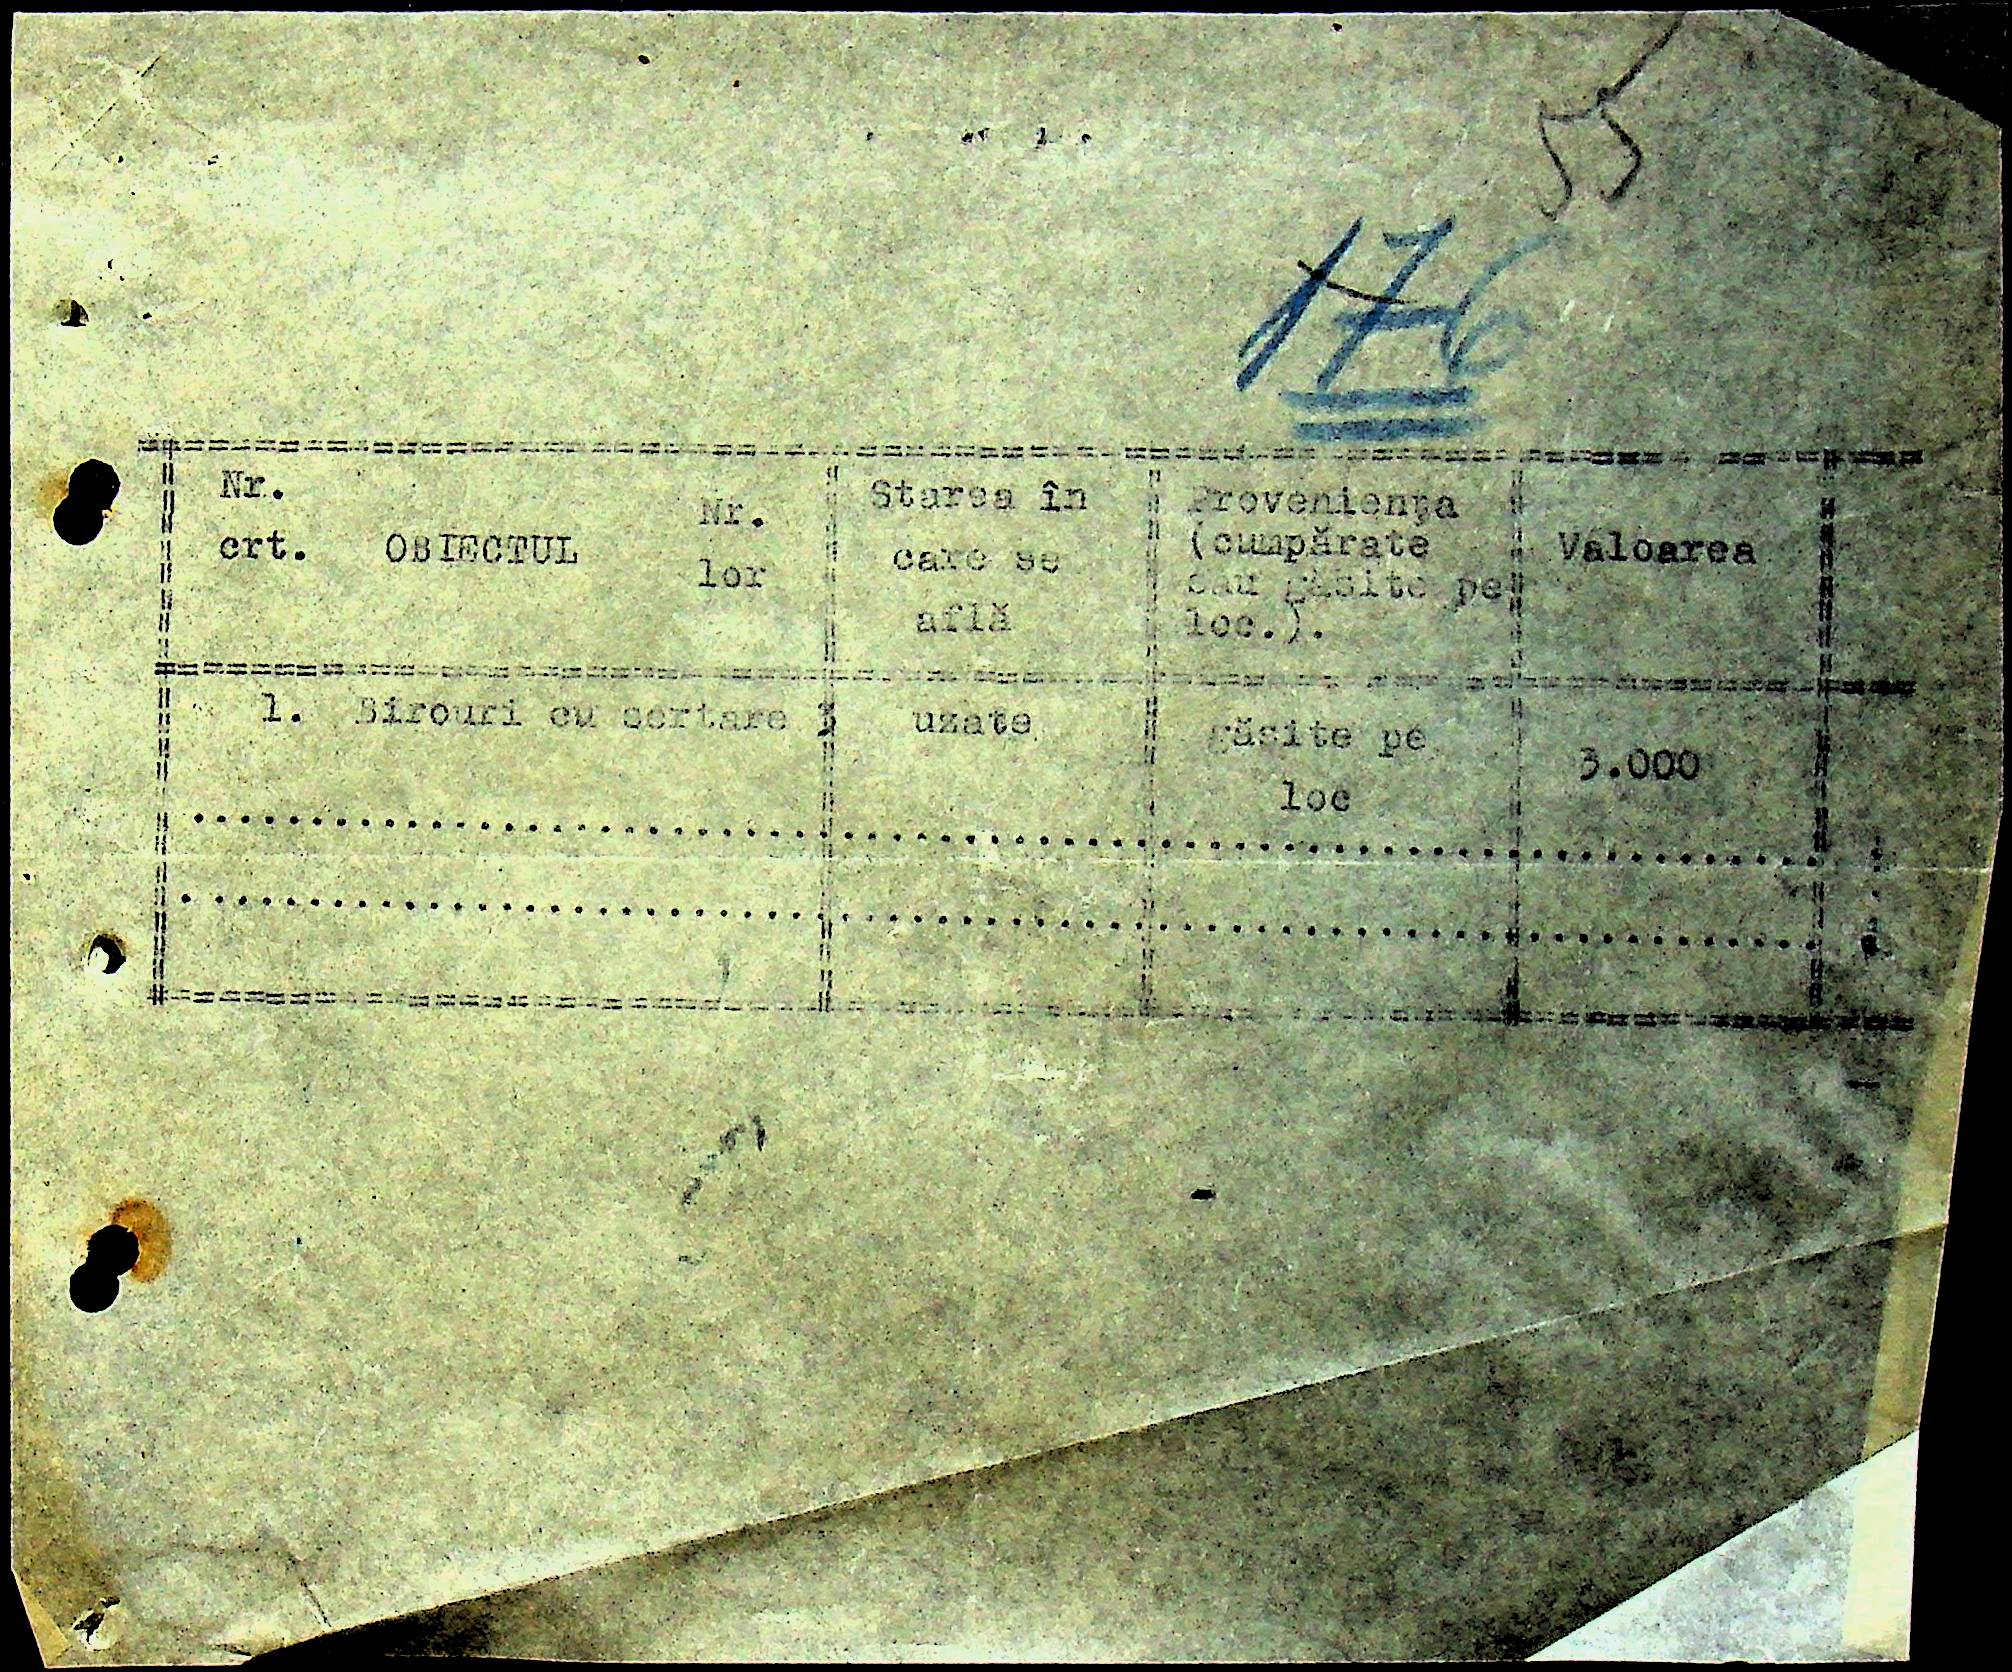 55
176
Nr. crt. OBIECTUL Nr. lor Starea în care se află Proveniența (cumpărate sau găsite pe loc.). Valoarea
1. Birouri cu sertare 3 uzate găsite pe loc 3.000